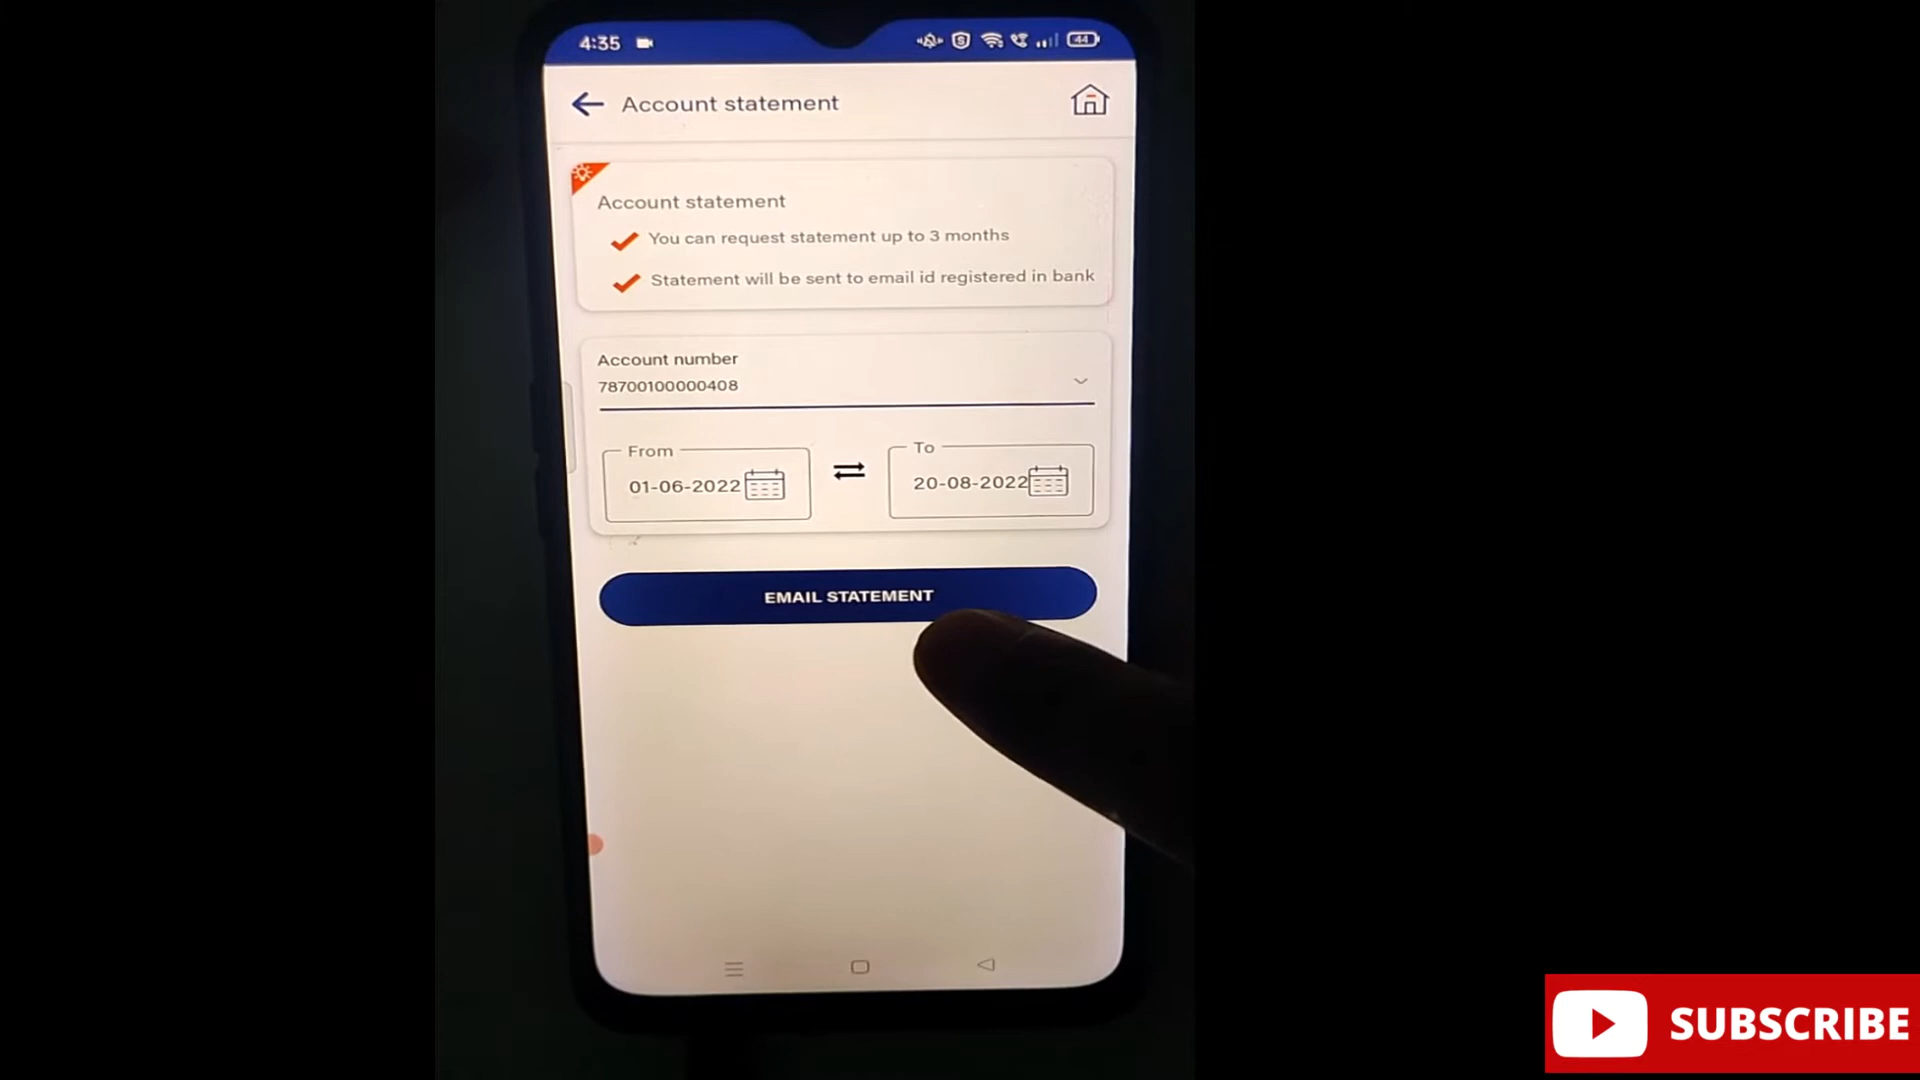 4:35
44
Account statement
Account statement
You can request statement up to 3 months
Statement will be sent to email id registered in bank
Account number
78700100000408
From
To
01-06-2022
20-08-2022
EMAIL STATEMENT
SUBSCRIBE